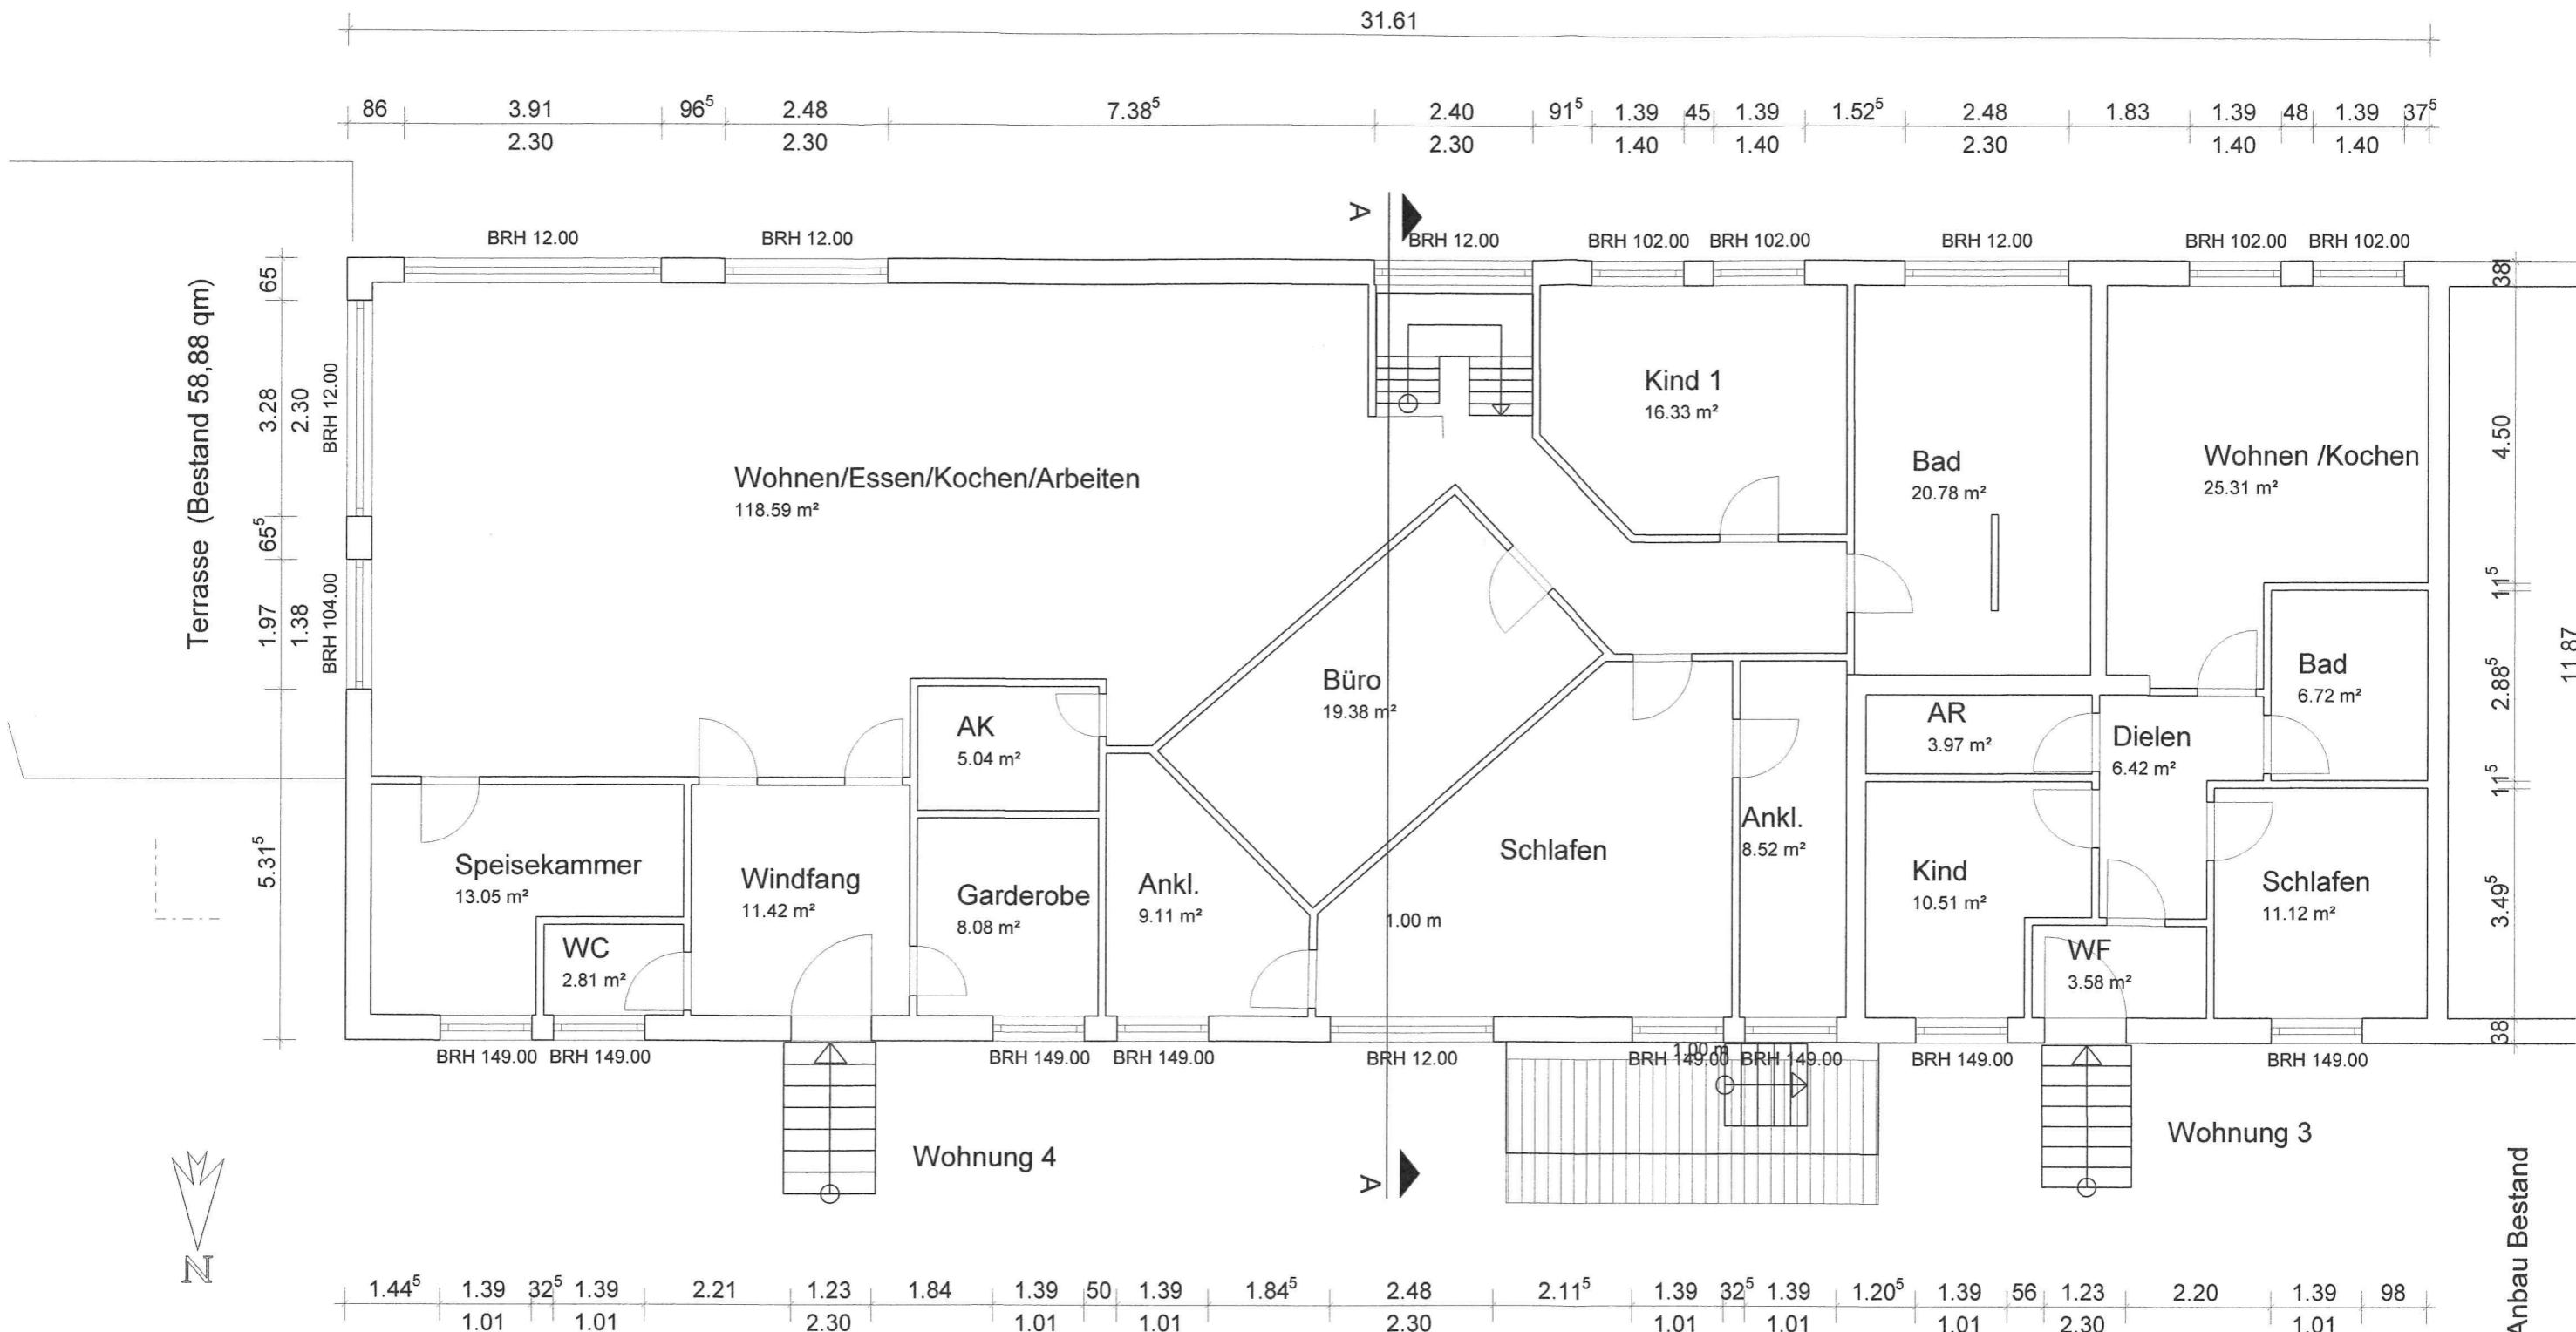 31.61
86 3.91 96⁵ 2.48 7.38⁵ 2.40 91⁵ 1.39 45 1.39 1.52⁵ 2.48 1.83 1.39 48 1.39 37⁵
2.30 2.30 2.30 1.40 1.40 2.30 1.40 1.40
A
BRH 12.00 BRH 12.00 BRH 12.00 BRH 102.00 BRH 102.00 BRH 12.00 BRH 102.00 BRH 102.00
Terrasse (Bestand 58,88 qm)
65 3.28 65⁵ 1.97 5.31⁵
2.30 1.38
BRH 12.00
BRH 104.00
Wohnen/Essen/Kochen/Arbeiten
118.59 m²
Kind 1
16.33 m²
Bad
20.78 m²
Wohnen /Kochen
25.31 m²
Bad
6.72 m²
Büro
19.38 m²
AK
5.04 m²
AR
3.97 m²
Dielen
6.42 m²
Speisekammer
13.05 m²
WC
2.81 m²
Windfang
11.42 m²
Garderobe
8.08 m²
Ankl.
9.11 m²
Schlafen
1.00 m
Ankl.
8.52 m²
Kind
10.51 m²
WF
3.58 m²
Schlafen
11.12 m²
38 4.50 11⁵ 2.88⁵ 11⁵ 3.49⁵ 38
11.87
BRH 149.00 BRH 149.00 BRH 149.00 BRH 149.00 BRH 12.00 BRH 149.00 BRH 149.00 BRH 149.00 BRH 149.00
1.00 m
Wohnung 4
Wohnung 3
A
N
Anbau Bestand
1.44⁵ 1.39 32⁵ 1.39 2.21 1.23 1.84 1.39 50 1.39 1.84⁵ 2.48 2.11⁵ 1.39 32⁵ 1.39 1.20⁵ 1.39 56 1.23 2.20 1.39 98
1.01 1.01 2.30 1.01 1.01 2.30 1.01 1.01 1.01 2.30 1.01